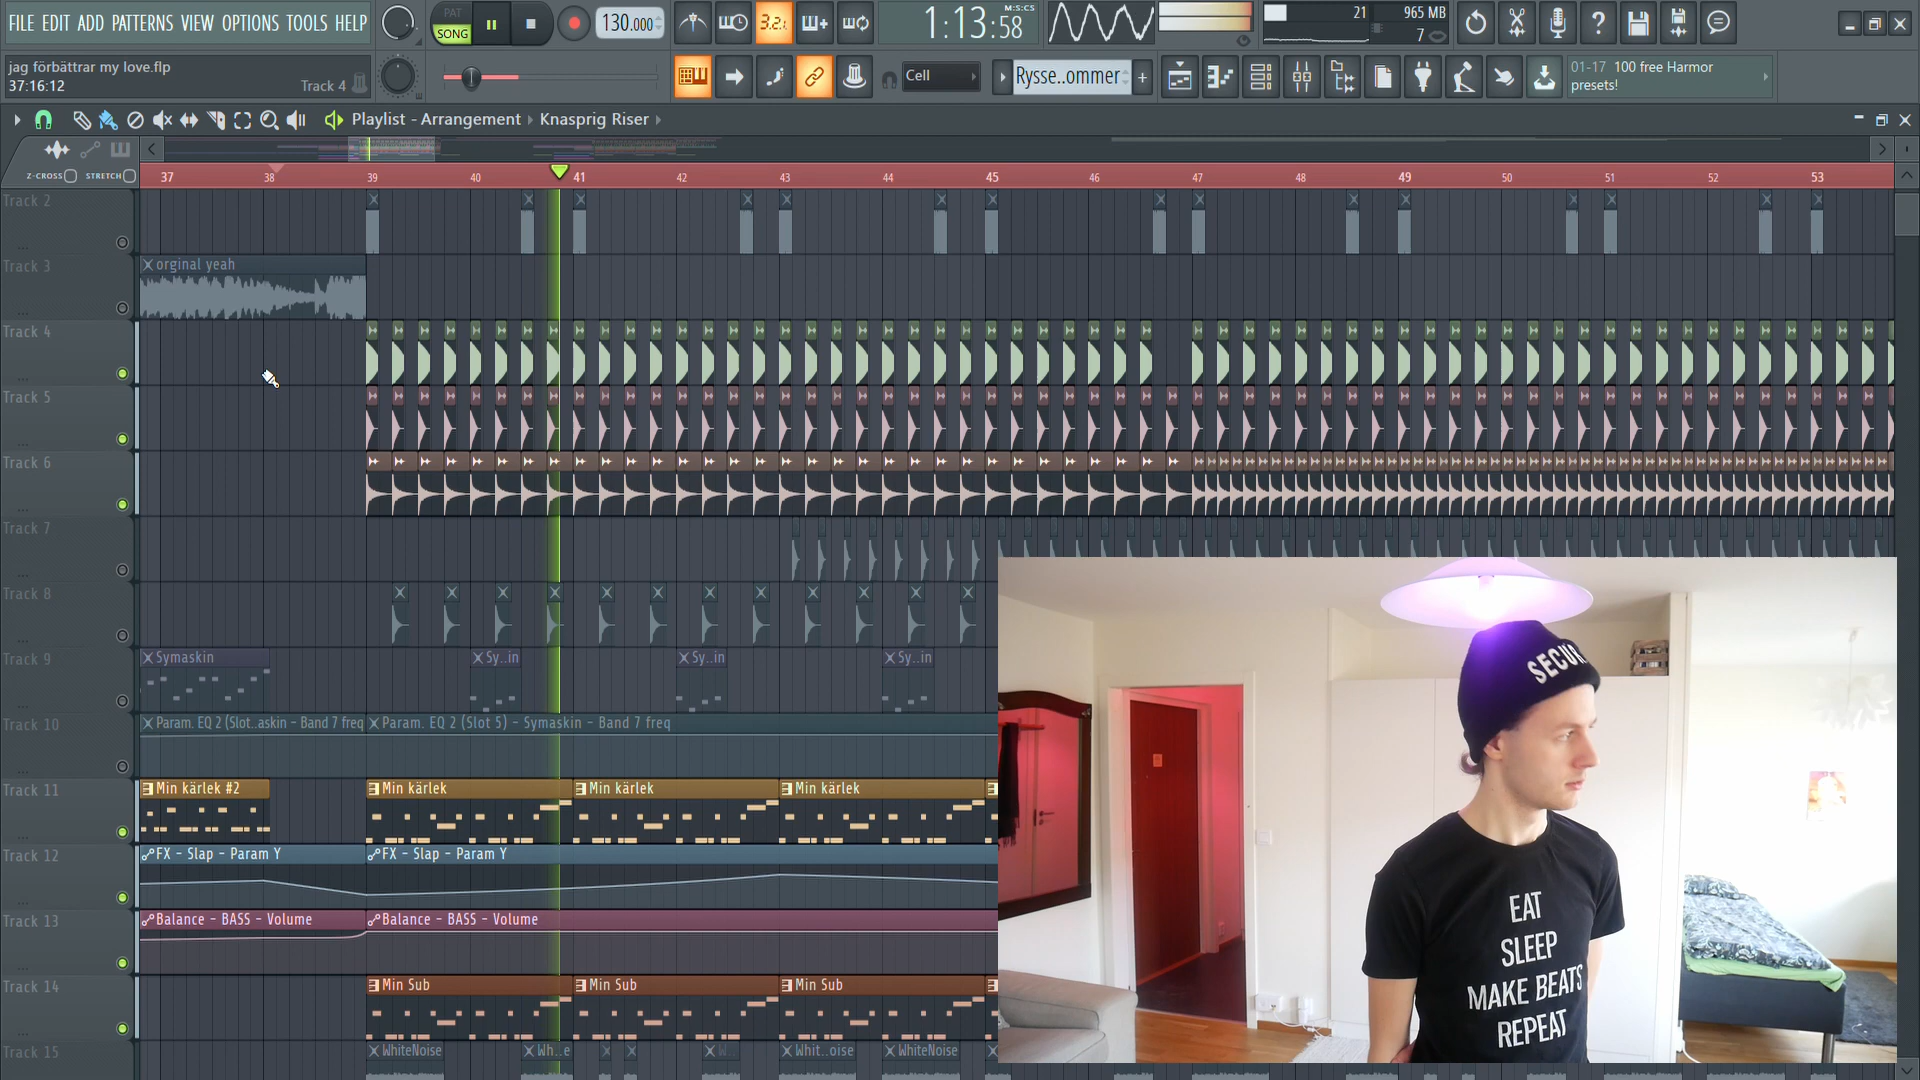 FILE EDIT ADD PATTERNS VIEW OPTIONS TOOLS HELP
PAT
SONG
130.000
3.2.
1:13:58
M:S:CS
21
965 MB
7
jag förbättrar my love.flp
37:16:12
Track 4
Cell
Rysse..ommer
01-17 100 free Harmor
presets!
Playlist - Arrangement
Knasprig Riser
Z-CROSS
STRETCH
37 38 39 40 41 42 43 44 45 46 47 48 49 50 51 52 53
Track 2
Track 3
orginal yeah
Track 4
Track 5
Track 6
Track 7
Track 8
Track 9
Symaskin
Sy..in
Sy..in
Sy..in
Track 10
Param. EQ 2 (Slot..askin - Band 7 freq
Param. EQ 2 (Slot 5) - Symaskin - Band 7 freq
Track 11
Min kärlek #2
Min kärlek
Min kärlek
Min kärlek
Track 12
FX - Slap - Param Y
FX - Slap - Param Y
Track 13
Balance - BASS - Volume
Balance - BASS - Volume
Track 14
Min Sub
Min Sub
Min Sub
Track 15
WhiteNoise
Wh..e
W..
Whit..oise
WhiteNoise
EAT
SLEEP
MAKE BEATS
REPEAT